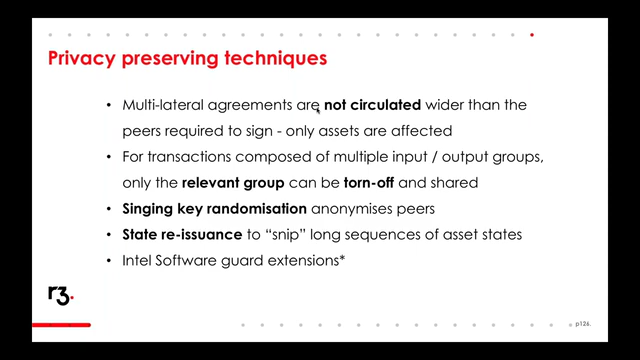 Privacy preserving techniques
• Multi-lateral agreements are not circulated wider than the
peers required to sign - only assets are affected
• For transactions composed of multiple input / output groups,
only the relevant group can be torn-off and shared
• Singing key randomisation anonymises peers
• State re-issuance to “snip” long sequences of asset states
• Intel Software guard extensions*
r3.
p126.